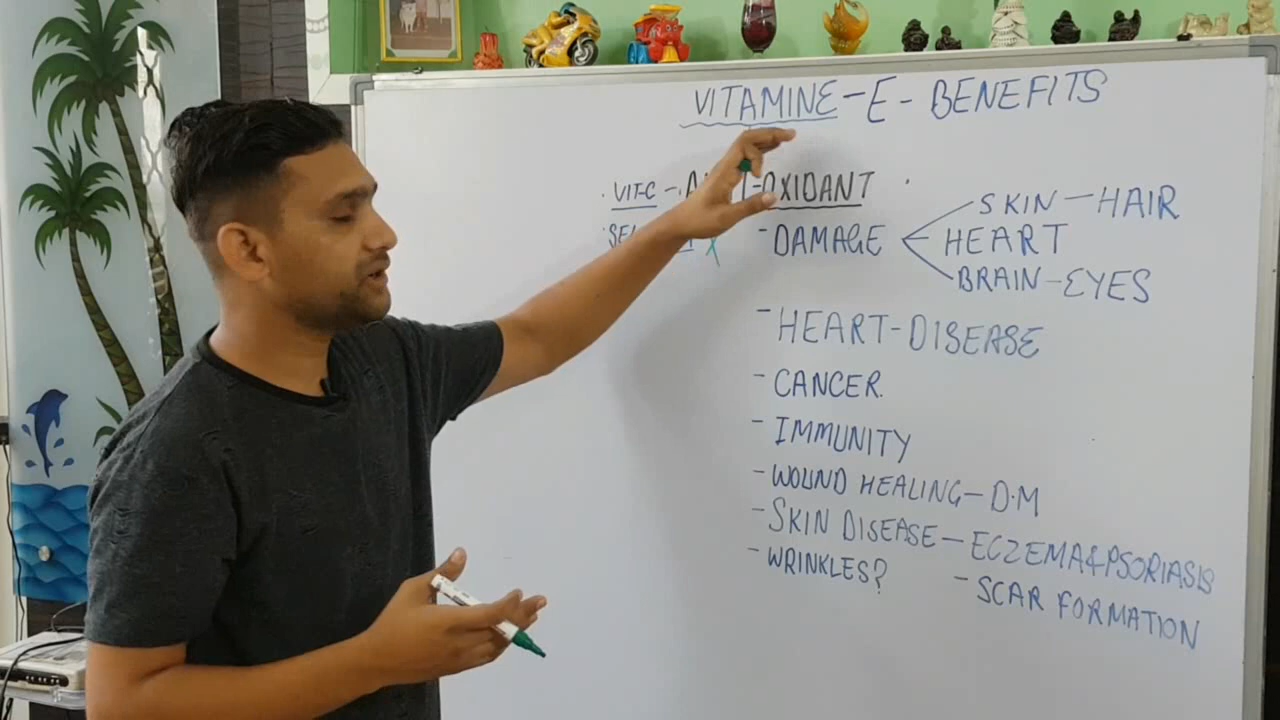 VITAMINE-E-BENEFITS
· VIT-C - OXIDANT
- DAMAGE SKIN - HAIR
HEART
BRAIN - EYES
- HEART-DISEASE
- CANCER.
- IMMUNITY
- WOUND HEALING - D.M
- SKIN DISEASE - ECZEMA & PSORIASIS
- WRINKLES? - SCAR FORMATION